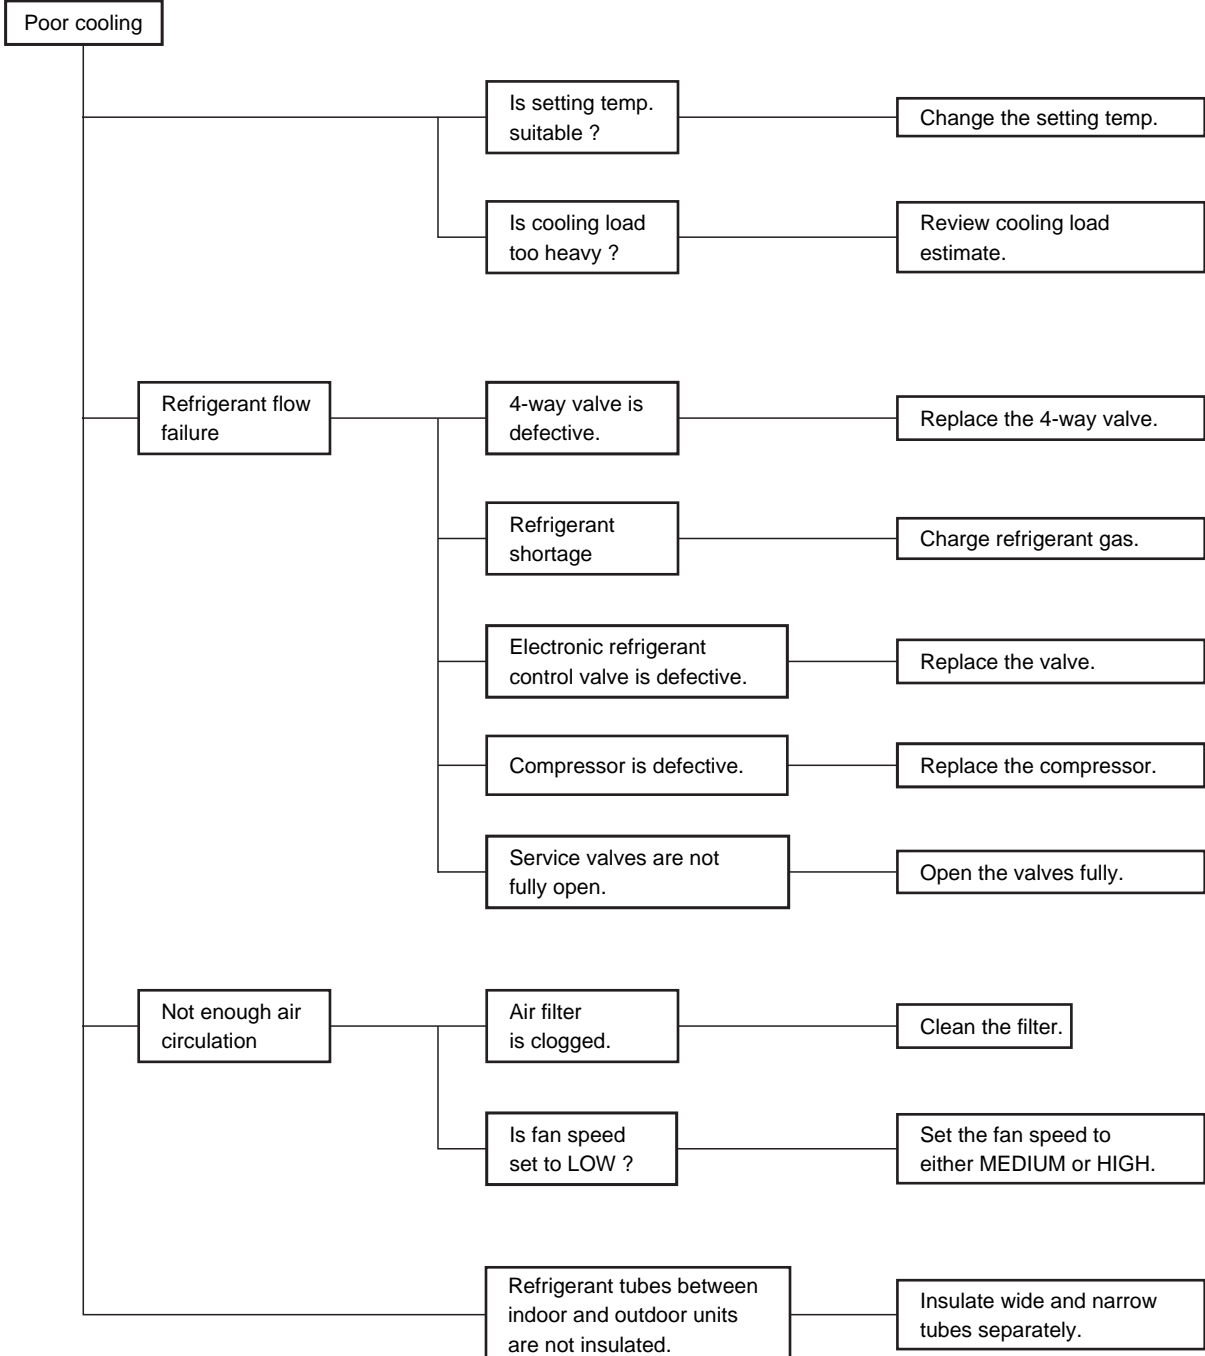 Poor cooling
Is setting temp.
suitable ?
Change the setting temp.
Is cooling load
too heavy ?
Review cooling load
estimate.
Refrigerant flow
failure
4-way valve is
defective.
Replace the 4-way valve.
Refrigerant
shortage
Charge refrigerant gas.
Electronic refrigerant
control valve is defective.
Replace the valve.
Compressor is defective.
Replace the compressor.
Service valves are not
fully open.
Open the valves fully.
Not enough air
circulation
Air filter
is clogged.
Clean the filter.
Is fan speed
set to LOW ?
Set the fan speed to
either MEDIUM or HIGH.
Refrigerant tubes between
indoor and outdoor units
are not insulated.
Insulate wide and narrow
tubes separately.